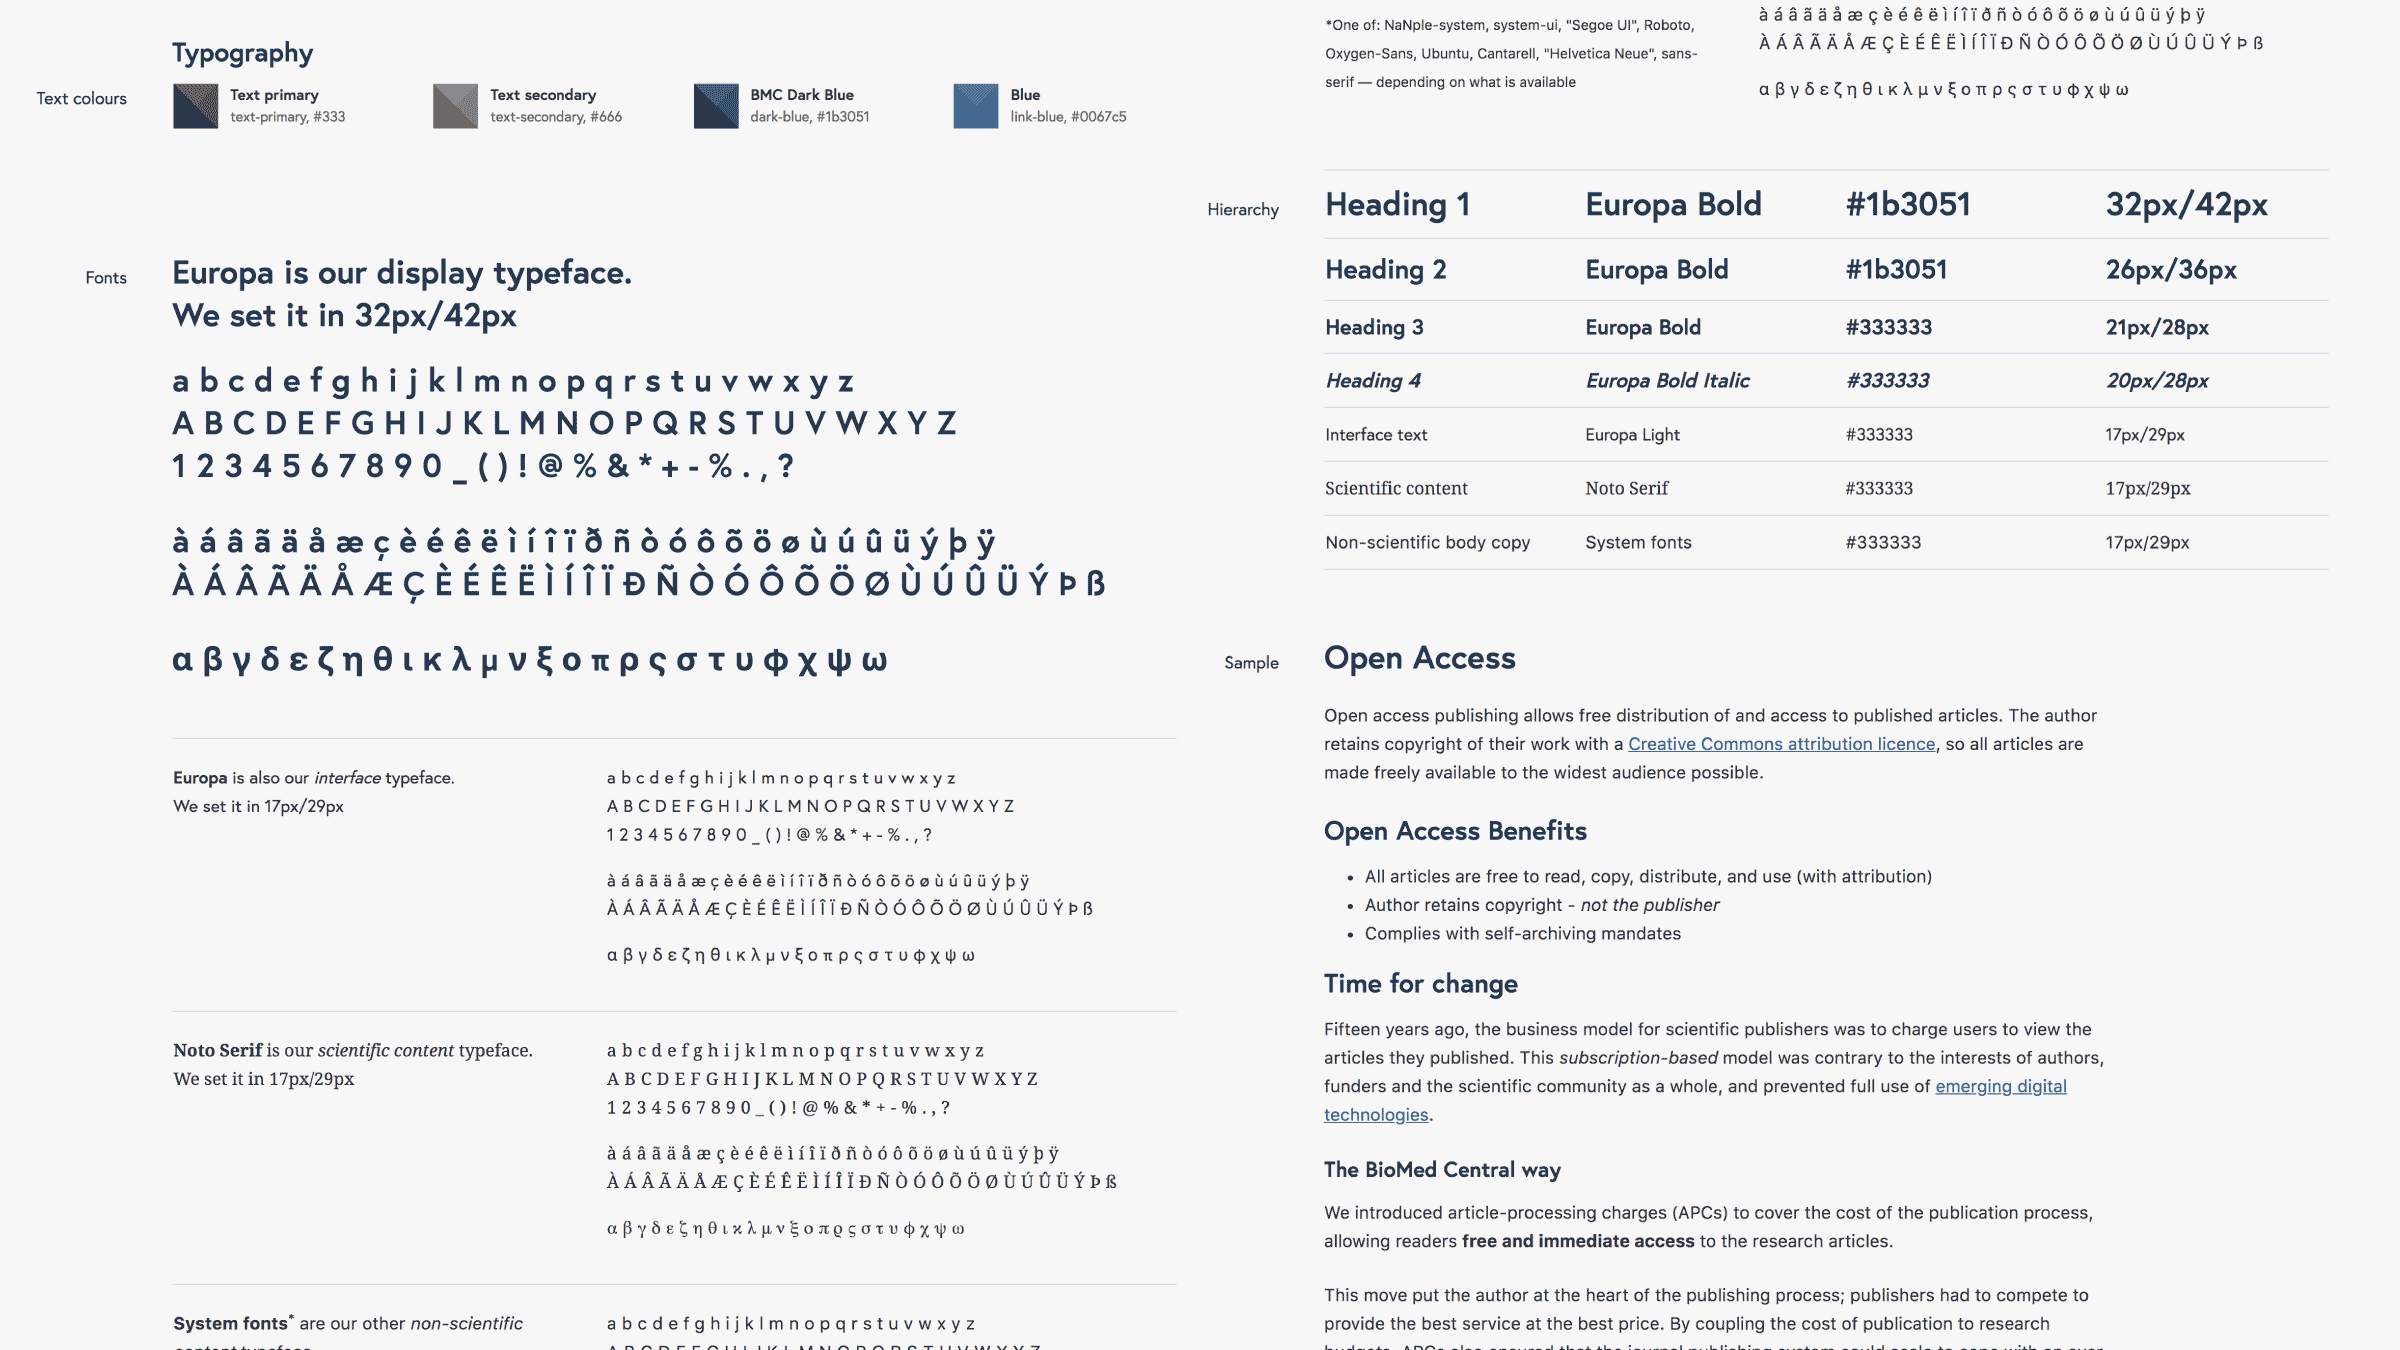 Typography
Text colours
Text primary
text-primary, #333
Text secondary
text-secondary, #666
BMC Dark Blue
dark-blue, #1b3051
Blue
link-blue, #0067c5
Fonts
Europa is our display typeface.
We set it in 32px/42px
a b c d e f g h i j k l m n o p q r s t u v w x y z
A B C D E F G H I J K L M N O P Q R S T U V W X Y Z
1 2 3 4 5 6 7 8 9 0 _ ( ) ! @ % & * + - % . , ?
à á â ã ä å æ ç è é ê ë ì í î ï ð ñ ò ó ô õ ö ø ù ú û ü ý þ ÿ
À Á Â Ã Ä Å Æ Ç È É Ê Ë Ì Í Î Ï Ð Ñ Ò Ó Ô Õ Ö Ø Ù Ú Û Ü Ý Þ ß
α β γ δ ε ζ η θ ι κ λ μ ν ξ ο π ρ ς σ τ υ φ χ ψ ω
Europa is also our interface typeface.
We set it in 17px/29px
a b c d e f g h i j k l m n o p q r s t u v w x y z
A B C D E F G H I J K L M N O P Q R S T U V W X Y Z
1 2 3 4 5 6 7 8 9 0 _ ( ) ! @ % & * + - % . , ?
à á â ã ä å æ ç è é ê ë ì í î ï ð ñ ò ó ô õ ö ø ù ú û ü ý þ ÿ
À Á Â Ã Ä Å Æ Ç È É Ê Ë Ì Í Î Ï Ð Ñ Ò Ó Ô Õ Ö Ø Ù Ú Û Ü Ý Þ ß
α β γ δ ε ζ η θ ι κ λ μ ν ξ ο π ρ ς σ τ υ φ χ ψ ω
Noto Serif is our scientific content typeface.
We set it in 17px/29px
a b c d e f g h i j k l m n o p q r s t u v w x y z
A B C D E F G H I J K L M N O P Q R S T U V W X Y Z
1 2 3 4 5 6 7 8 9 0 _ ( ) ! @ % & * + - % . , ?
à á â ã ä å æ ç è é ê ë ì í î ï ð ñ ò ó ô õ ö ø ù ú û ü ý þ ÿ
À Á Â Ã Ä Å Æ Ç È É Ê Ë Ì Í Î Ï Ð Ñ Ò Ó Ô Õ Ö Ø Ù Ú Û Ü Ý Þ ß
α β γ δ ε ζ η θ ι κ λ μ ν ξ ο π ρ ς σ τ υ φ χ ψ ω
System fonts* are our other non-scientific
content typeface
a b c d e f g h i j k l m n o p q r s t u v w x y z
A B C D E F G H I J K L M N O P Q R S T U V W X Y Z
*One of: NaNple-system, system-ui, "Segoe UI", Roboto,
Oxygen-Sans, Ubuntu, Cantarell, "Helvetica Neue", sans-
serif — depending on what is available
à á â ã ä å æ ç è é ê ë ì í î ï ð ñ ò ó ô õ ö ø ù ú û ü ý þ ÿ
À Á Â Ã Ä Å Æ Ç È É Ê Ë Ì Í Î Ï Ð Ñ Ò Ó Ô Õ Ö Ø Ù Ú Û Ü Ý Þ ß
α β γ δ ε ζ η θ ι κ λ μ ν ξ ο π ρ ς σ τ υ φ χ ψ ω
Hierarchy
Heading 1 Europa Bold #1b3051 32px/42px
Heading 2 Europa Bold #1b3051 26px/36px
Heading 3 Europa Bold #333333 21px/28px
Heading 4 Europa Bold Italic #333333 20px/28px
Interface text Europa Light #333333 17px/29px
Scientific content Noto Serif #333333 17px/29px
Non-scientific body copy System fonts #333333 17px/29px
Sample
Open Access
Open access publishing allows free distribution of and access to published articles. The author
retains copyright of their work with a Creative Commons attribution licence, so all articles are
made freely available to the widest audience possible.
Open Access Benefits
• All articles are free to read, copy, distribute, and use (with attribution)
• Author retains copyright - not the publisher
• Complies with self-archiving mandates
Time for change
Fifteen years ago, the business model for scientific publishers was to charge users to view the
articles they published. This subscription-based model was contrary to the interests of authors,
funders and the scientific community as a whole, and prevented full use of emerging digital
technologies.
The BioMed Central way
We introduced article-processing charges (APCs) to cover the cost of the publication process,
allowing readers free and immediate access to the research articles.
This move put the author at the heart of the publishing process; publishers had to compete to
provide the best service at the best price. By coupling the cost of publication to research
budgets, APCs also ensured that the journal publishing system could scale to cope with an ever